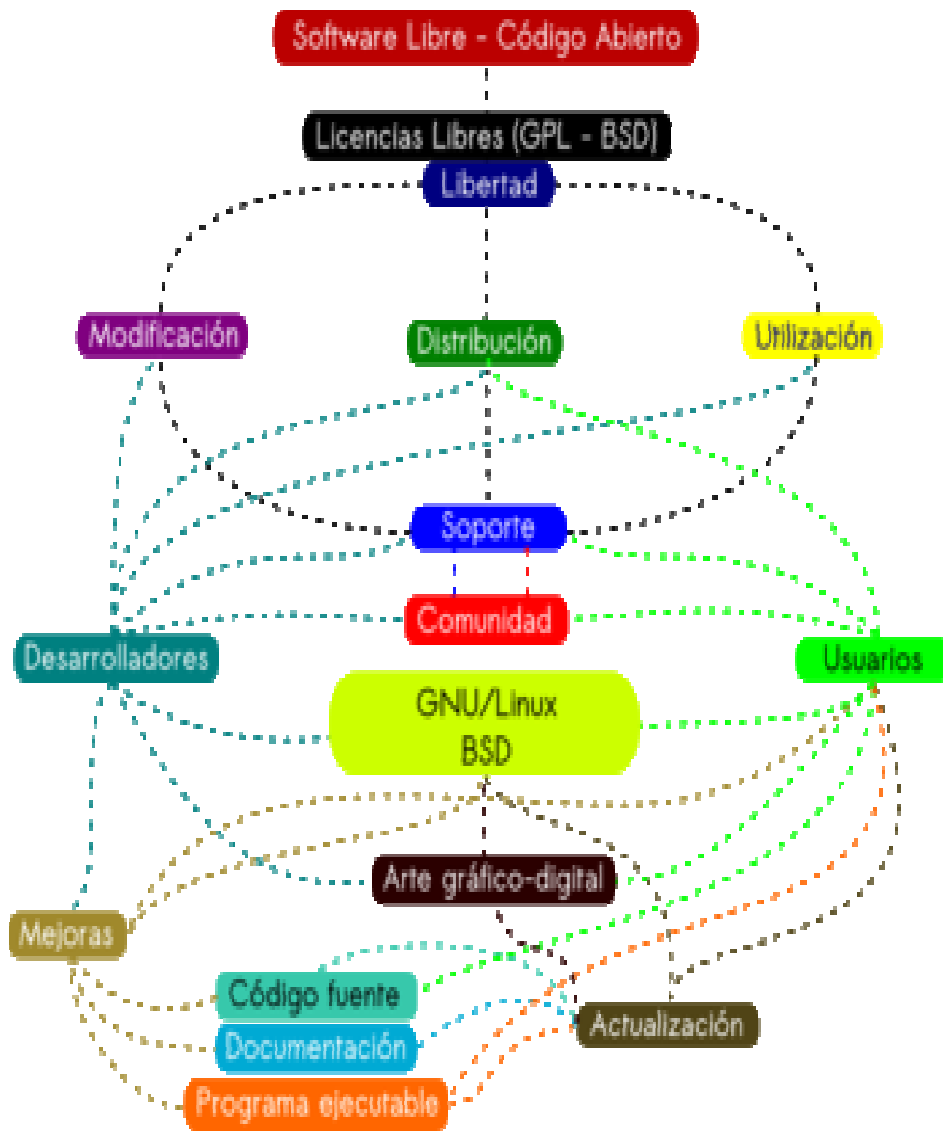 Software Libre - Código Abierto
Licencias Libres (GPL - BSD)
Libertad
Modificación
Distribución
Utilización
Soporte
Comunidad
Desarrolladores
Usuarios
GNU/Linux
BSD
Arte gráfico-digital
Mejoras
Código fuente
Actualización
Documentación
Programa ejecutable